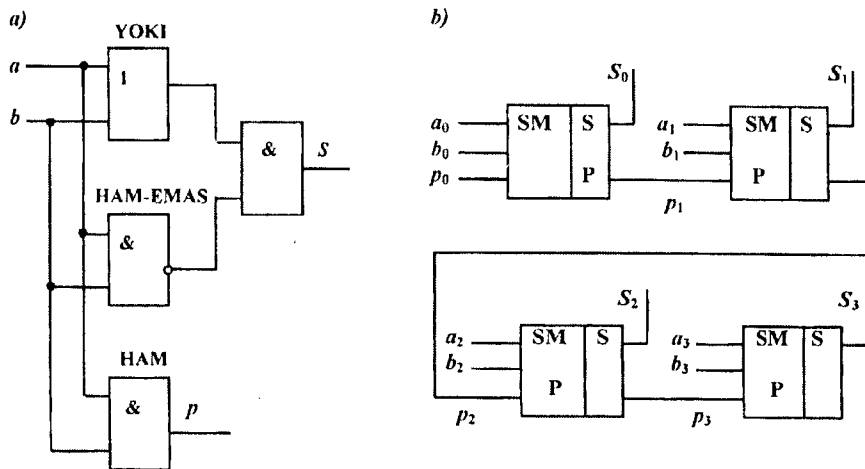 a)
YOKI
a
1
b
&
S
HAM-EMAS
&
HAM
&
p
b)
S0
S1
a0
SM
S
b0
p0
P
a1
SM
S
b1
P
p1
S2
S3
a2
SM
S
b2
P
p2
a3
SM
S
b3
P
p3